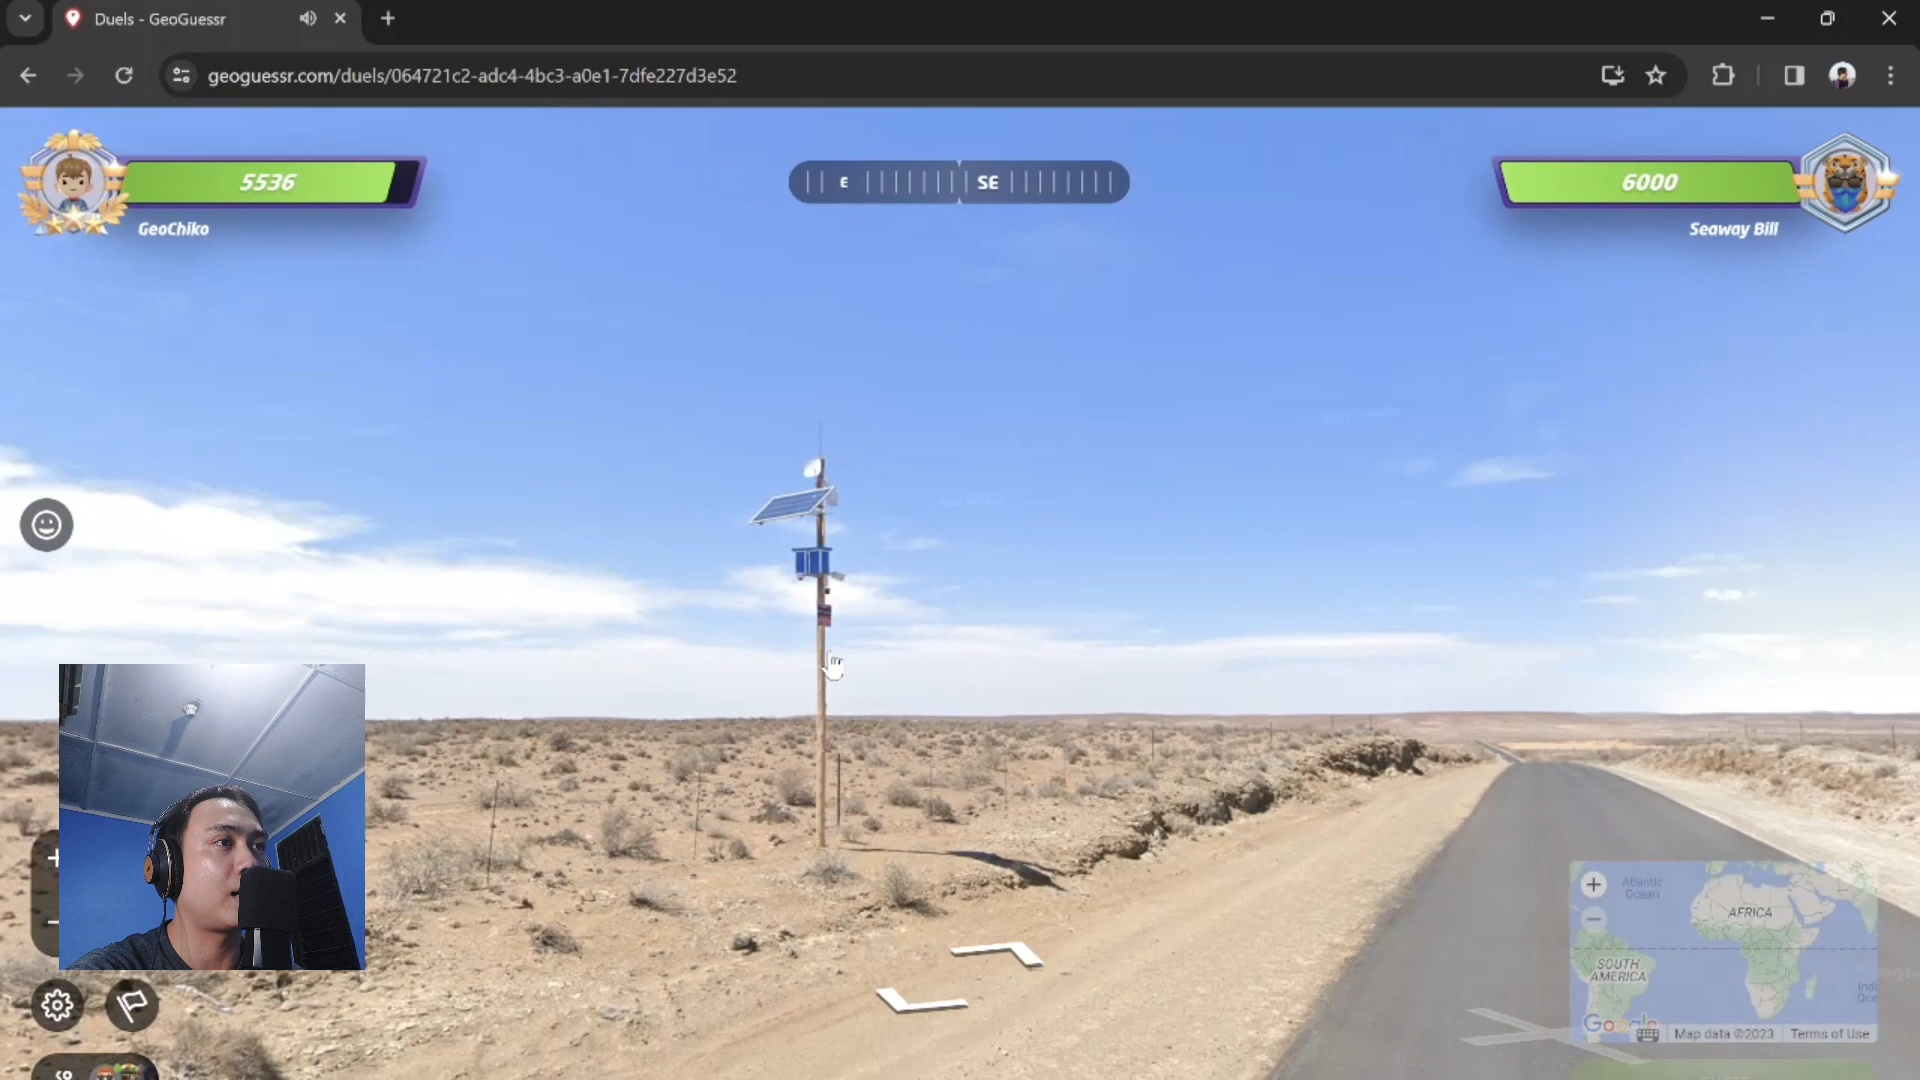 Duels - GeoGuessr
geoguessr.com/duels/064721c2-adc4-4bc3-a0e1-7dfe227d3e52
5536
GeoChiko
E
SE
6000
Seaway Bill
Atlantic
Ocean
AFRICA
SOUTH
AMERICA
Google
Map data ©2023
Terms of Use